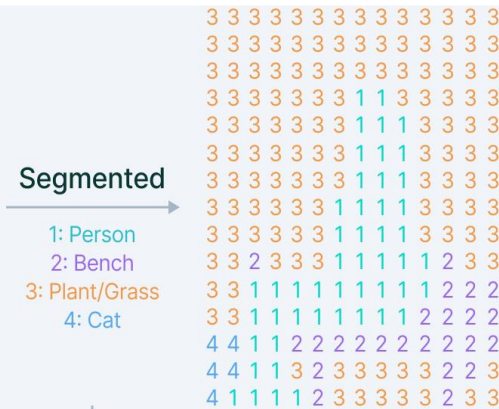 Segmented
1: Person
2: Bench
3: Plant/Grass
4: Cat
3 3 3 3 3 3 3 3 3 3 3 3 3 3
3 3 3 3 3 3 3 3 3 3 3 3 3 3
3 3 3 3 3 3 3 3 3 3 3 3 3 3
3 3 3 3 3 3 3 1 1 3 3 3 3 3
3 3 3 3 3 3 3 1 1 1 3 3 3 3
3 3 3 3 3 3 3 1 1 1 3 3 3 3
3 3 3 3 3 3 3 1 1 1 3 3 3 3
3 3 3 3 3 3 1 1 1 1 3 3 3 3
3 3 3 3 3 3 1 1 1 1 3 3 3 3
3 3 2 3 3 3 1 1 1 1 1 2 3 3
3 3 1 1 1 1 1 1 1 1 1 2 2 2
3 3 1 1 1 1 1 1 1 1 2 2 2 2
4 4 1 1 2 2 2 2 2 2 2 2 2 2
4 4 1 1 3 2 3 3 3 3 3 2 2 3
4 1 1 1 1 2 3 3 3 3 3 2 3 3